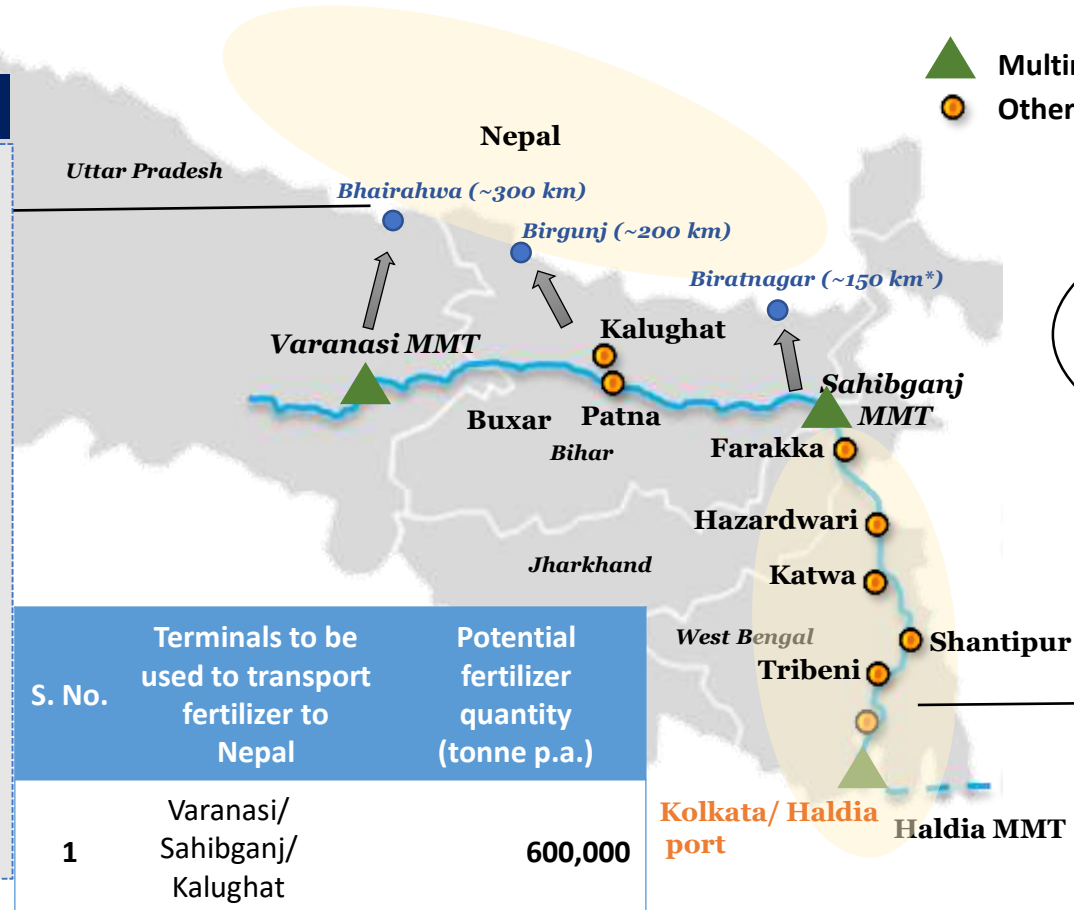 Multi
Other
Nepal
Uttar Pradesh
Bhairahwa (~300 km)
Birgunj (~200 km)
Biratnagar (~150 km*)
Kalughat
Varanasi MMT
Sahibganj
MMT
Buxar
Patna
Bihar
Farakka
Hazardwari
Jharkhand
Katwa
West Bengal
Shantipur
Tribeni
Kolkata/ Haldia
port
Haldia MMT
S. No.
Terminals to be
used to transport
fertilizer to
Nepal
Potential
fertilizer
quantity
(tonne p.a.)
1
Varanasi/
Sahibganj/
Kalughat
600,000